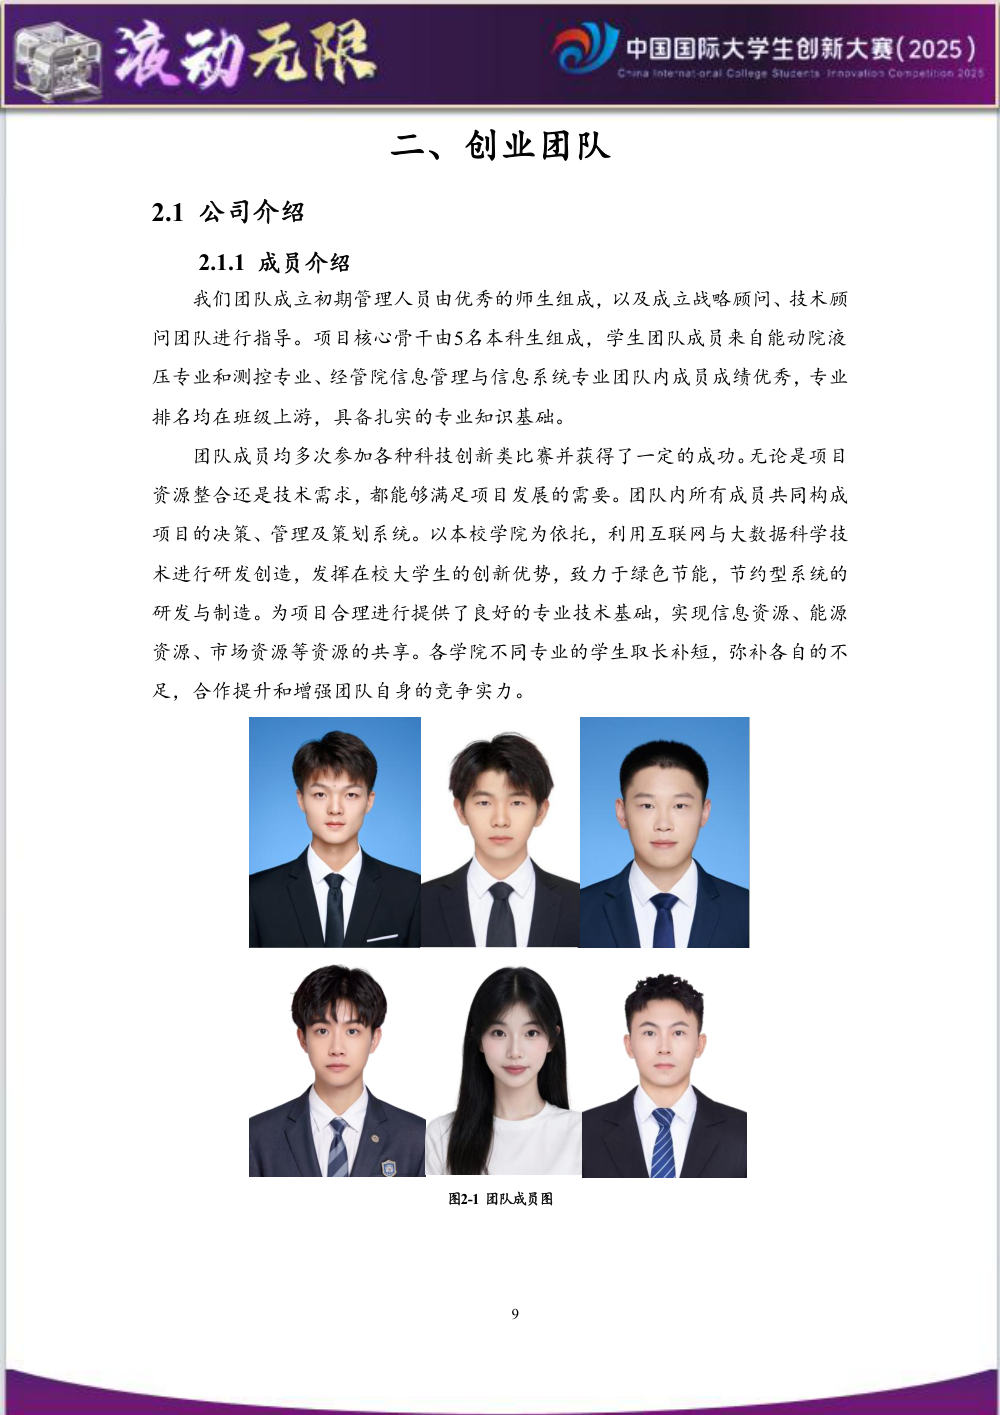 液动无限
中国国际大学生创新大赛(2025)
China International College Students' Innovation Competition 2025
二、创业团队
2.1 公司介绍
2.1.1 成员介绍
我们团队成立初期管理人员由优秀的师生组成，以及成立战略顾问、技术顾
问团队进行指导。项目核心骨干由5名本科生组成，学生团队成员来自能动院液
压专业和测控专业、经管院信息管理与信息系统专业团队内成员成绩优秀，专业
排名均在班级上游，具备扎实的专业知识基础。
团队成员均多次参加各种科技创新类比赛并获得了一定的成功。无论是项目
资源整合还是技术需求，都能够满足项目发展的需要。团队内所有成员共同构成
项目的决策、管理及策划系统。以本校学院为依托，利用互联网与大数据科学技
术进行研发创造，发挥在校大学生的创新优势，致力于绿色节能，节约型系统的
研发与制造。为项目合理进行提供了良好的专业技术基础，实现信息资源、能源
资源、市场资源等资源的共享。各学院不同专业的学生取长补短，弥补各自的不
足，合作提升和增强团队自身的竞争实力。
图2-1 团队成员图
9